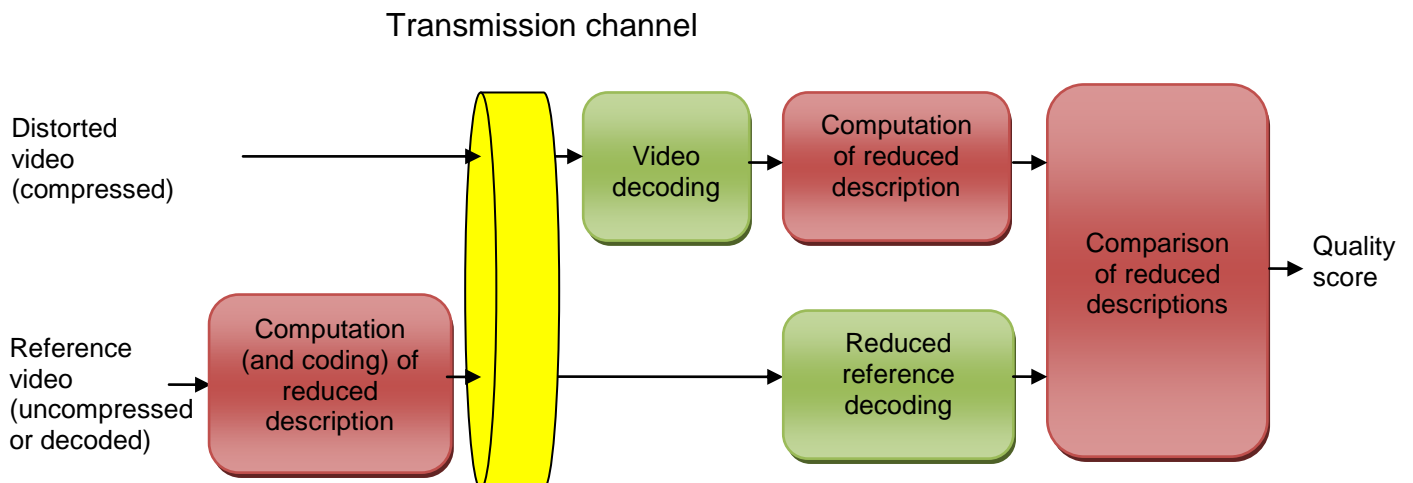 Transmission channel
Distorted
video
(compressed)
Video
decoding
Computation
of reduced
description
Comparison
of reduced
descriptions
Quality
score
Reference
video
(uncompressed
or decoded)
Computation
(and coding) of
reduced
description
Reduced
reference
decoding